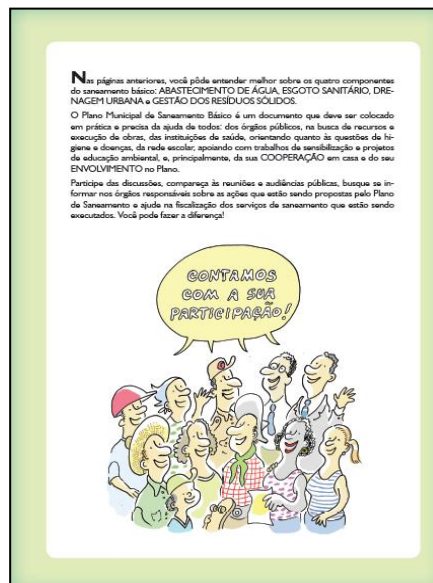 Nas páginas anteriores, você pôde entender melhor sobre os quatro componentes
do saneamento básico: ABASTECIMENTO DE ÁGUA, ESGOTO SANITÁRIO, DRE-
NAGEM URBANA e GESTÃO DOS RESÍDUOS SÓLIDOS.
O Plano Municipal de Saneamento Básico é um documento que deve ser colocado
em prática e precisa da ajuda de todos: dos órgãos públicos, na busca de recursos e
execução de obras, das instituições de saúde, orientando quanto às questões de hi-
giene e doenças, da rede escolar, apoiando com trabalhos de sensibilização e projetos
de educação ambiental, e, principalmente, da sua COOPERAÇÃO em casa e do seu
ENVOLVIMENTO no Plano.
Participe das discussões, compareça às reuniões e audiências públicas, busque se in-
formar nos órgãos responsáveis sobre as ações que estão sendo propostas pelo Plano
de Saneamento e ajude na fiscalização dos serviços de saneamento que estão sendo
executados. Você pode fazer a diferença!
CONTAMOS
COM A SUA
PARTICIPAÇÃO!